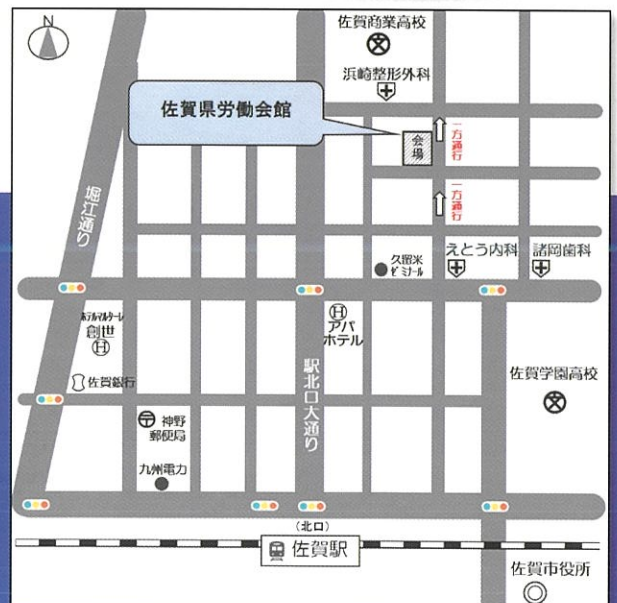 N
佐賀商業高校
浜崎整形外科
佐賀県労働会館
会場
一方通行
一方通行
堀江通り
久留米
ゼミナール
えとう内科
諸岡歯科
ホテルマリターレ
創世
H
H
アパ
ホテル
佐賀銀行
駅北口大通り
佐賀学園高校
神野
郵便局
九州電力
(北口)
佐賀駅
佐賀市役所